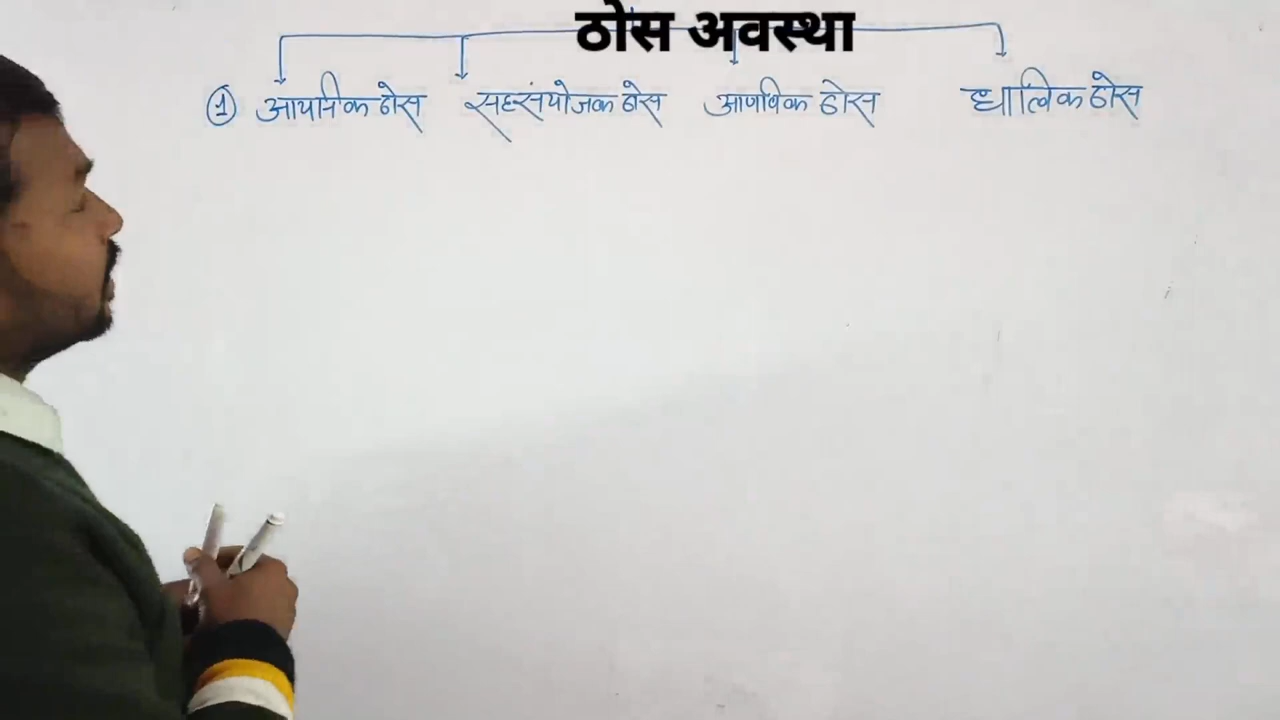 ठोस अवस्था
① आयनिक ठोस सहसंयोजक ठोस आणविक ठोस धात्विक ठोस